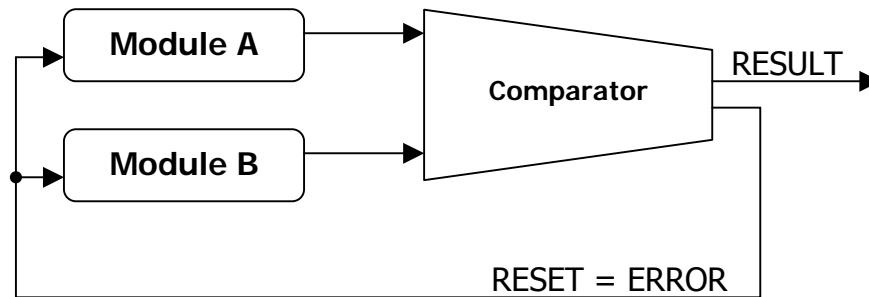 Module A
RESULT
Comparator
Module B
RESET = ERROR